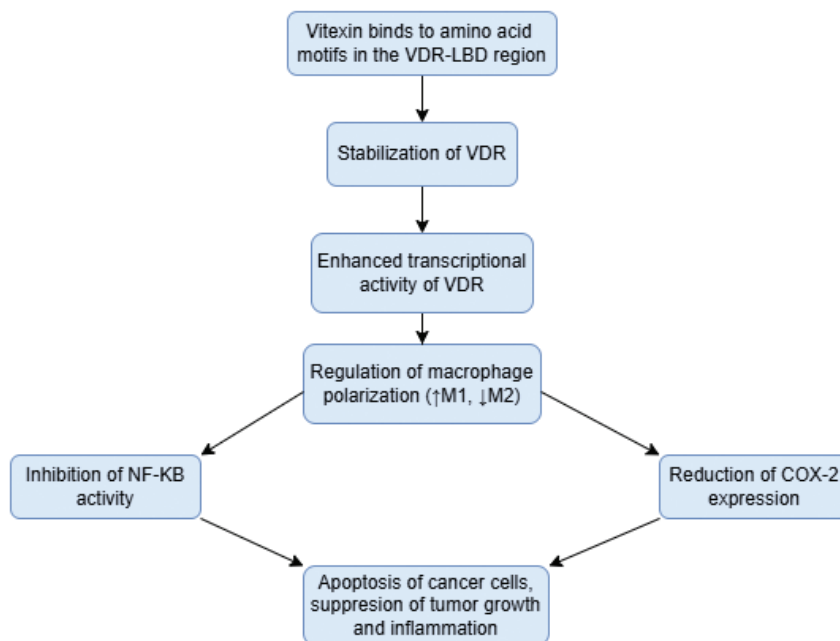 Vitexin binds to amino acid
motifs in the VDR-LBD region
Stabilization of VDR
Enhanced transcriptional
activity of VDR
Regulation of macrophage
polarization (↑M1, ↓M2)
Inhibition of NF-KB
activity
Reduction of COX-2
expression
Apoptosis of cancer cells,
suppresion of tumor growth
and inflammation